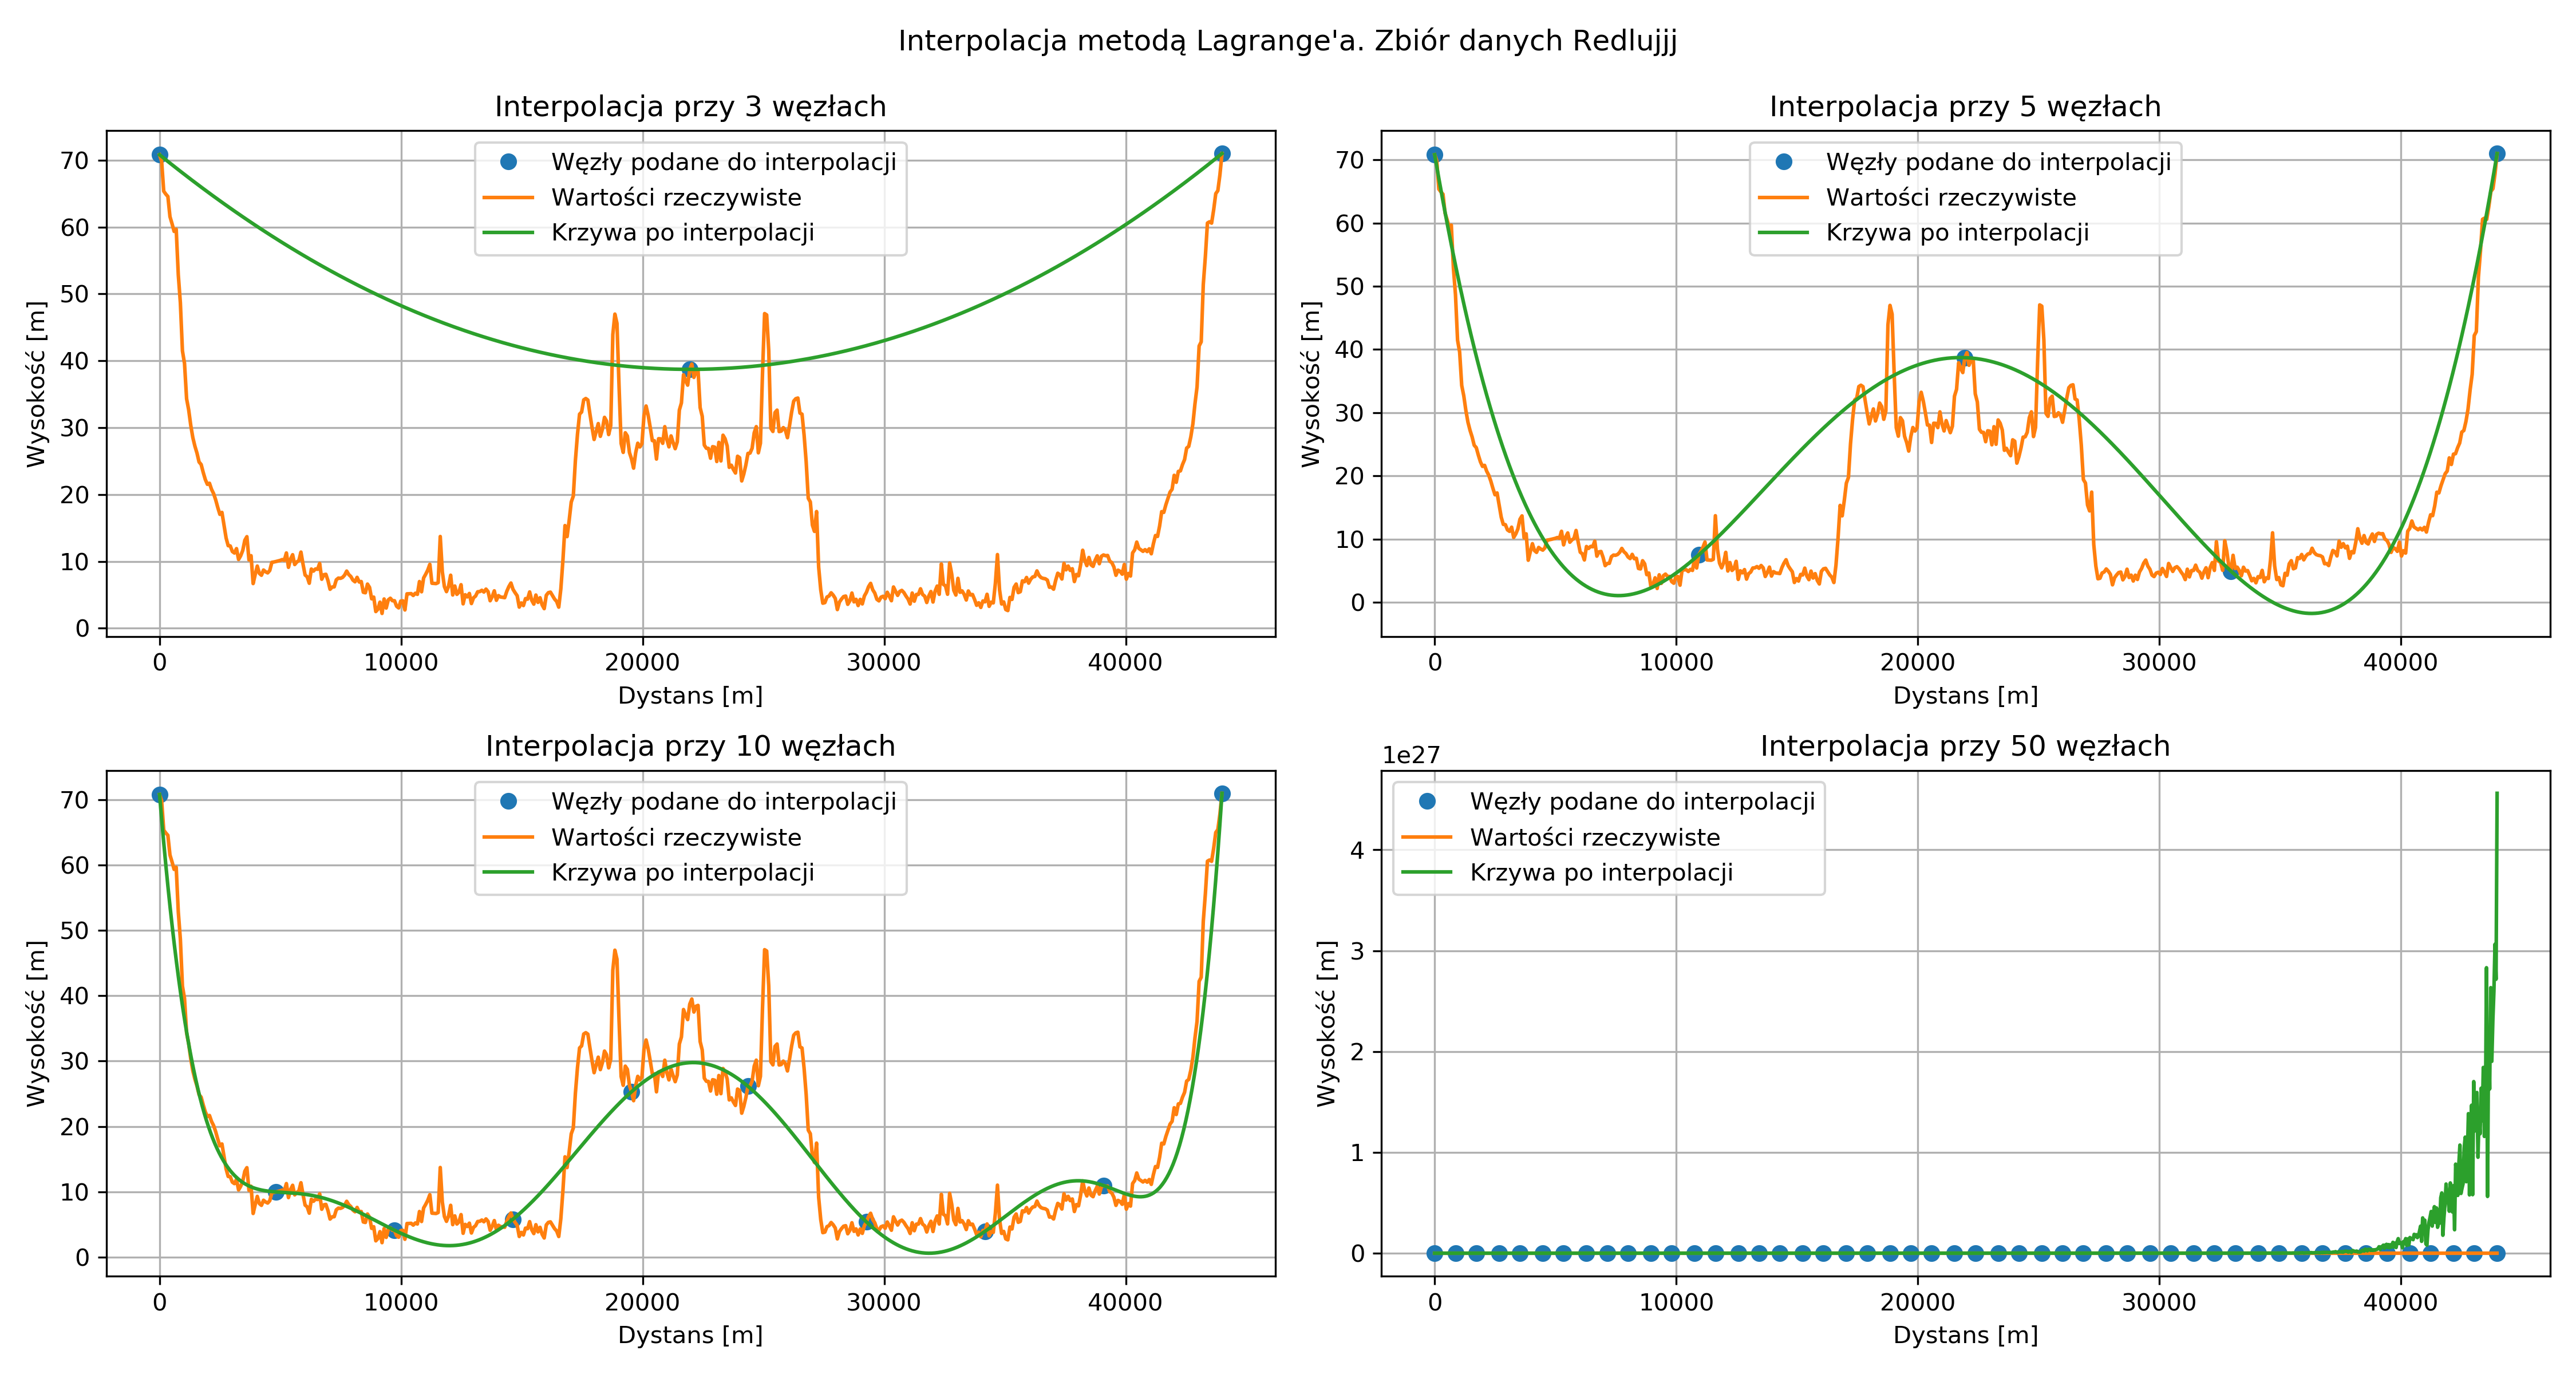 Interpolacja metodą Lagrange'a. Zbiór danych Redlujjj
Interpolacja przy 3 węzłach
Węzły podane do interpolacji
Wartości rzeczywiste
Krzywa po interpolacji
Wysokość [m]
70
60
50
40
30
20
10
0
0 10000 20000 30000 40000
Dystans [m]
Interpolacja przy 5 węzłach
Węzły podane do interpolacji
Wartości rzeczywiste
Krzywa po interpolacji
Wysokość [m]
70
60
50
40
30
20
10
0
0 10000 20000 30000 40000
Dystans [m]
Interpolacja przy 10 węzłach
Węzły podane do interpolacji
Wartości rzeczywiste
Krzywa po interpolacji
Wysokość [m]
70
60
50
40
30
20
10
0
0 10000 20000 30000 40000
Dystans [m]
Interpolacja przy 50 węzłach
1e27
Węzły podane do interpolacji
Wartości rzeczywiste
Krzywa po interpolacji
Wysokość [m]
4
3
2
1
0
0 10000 20000 30000 40000
Dystans [m]